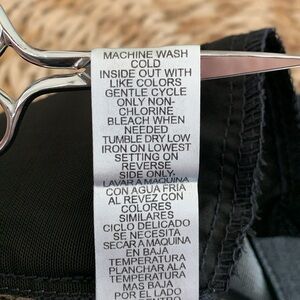 MACHINE WASH
COLD
INSIDE OUT WITH
LIKE COLORS
GENTLE CYCLE
ONLY NON-
CHLORINE
BLEACH WHEN
NEEDED
TUMBLE DRY LOW
IRON ON LOWEST
SETTING ON
REVERSE
SIDE ONLY.
LAVAR A MAQUINA
CON AGUA FRIA
AL REVEZ CON
COLORES
SIMILARES
CICLO DELICADO
SE NECESITA
SECAR A MAQUINA
EN BAJA
TEMPERATURA
PLANCHAR ALA
TEMPERATURA
MAS BAJA
POR EL